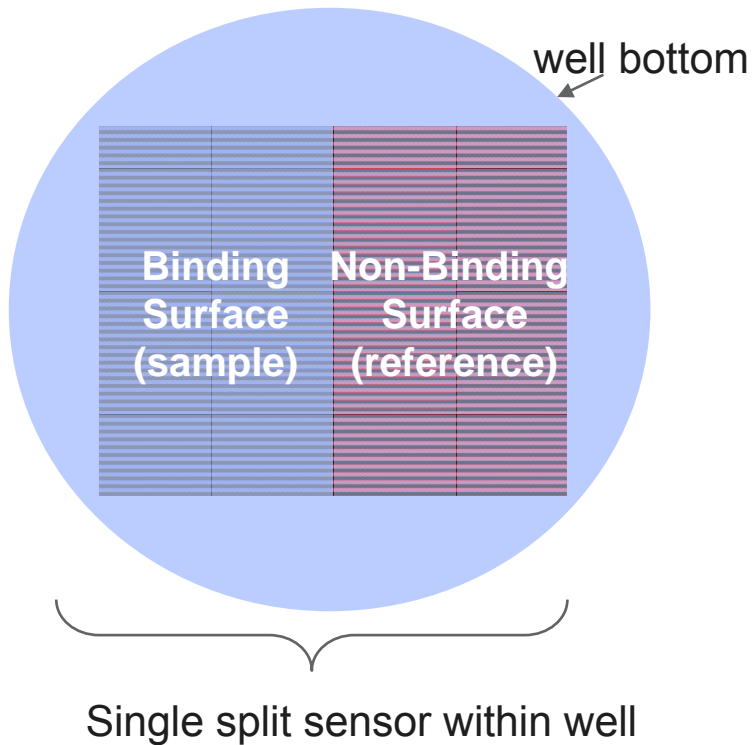 well bottom
Binding
Surface
(sample)
Non-Binding
Surface
(reference)
Single split sensor within well